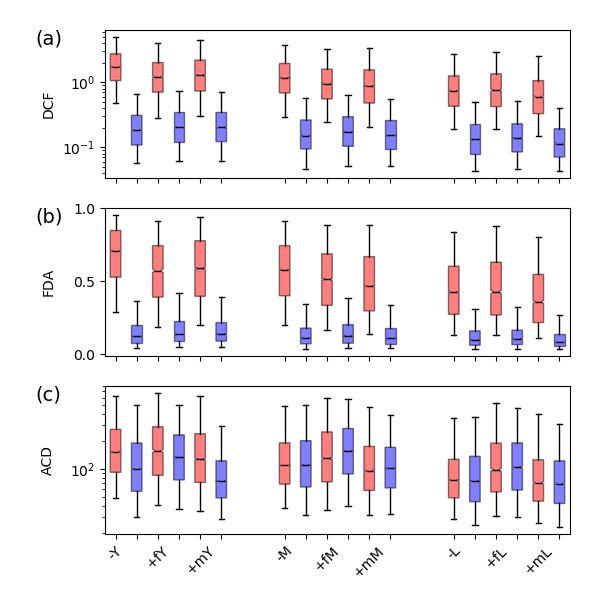 (a)
DCF
10⁰
10⁻¹
(b)
FDA
1.0
0.5
0.0
(c)
ACD
10²
-Y +fY +mY -M +fM +mM -L +fL +mL